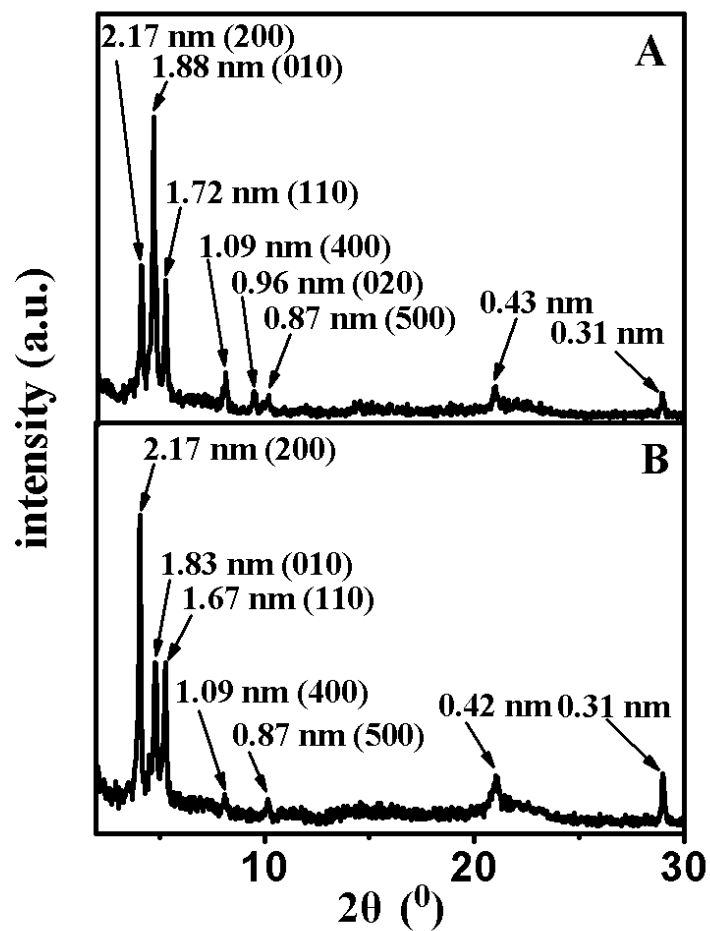 2.17 nm (200)
A
1.88 nm (010)
1.72 nm (110)
1.09 nm (400)
0.96 nm (020)
0.87 nm (500)
0.43 nm
0.31 nm
intensity (a.u.)
2.17 nm (200)
B
1.83 nm (010)
1.67 nm (110)
1.09 nm (400)
0.87 nm (500)
0.42 nm
0.31 nm
10
20
30
2θ (⁰)